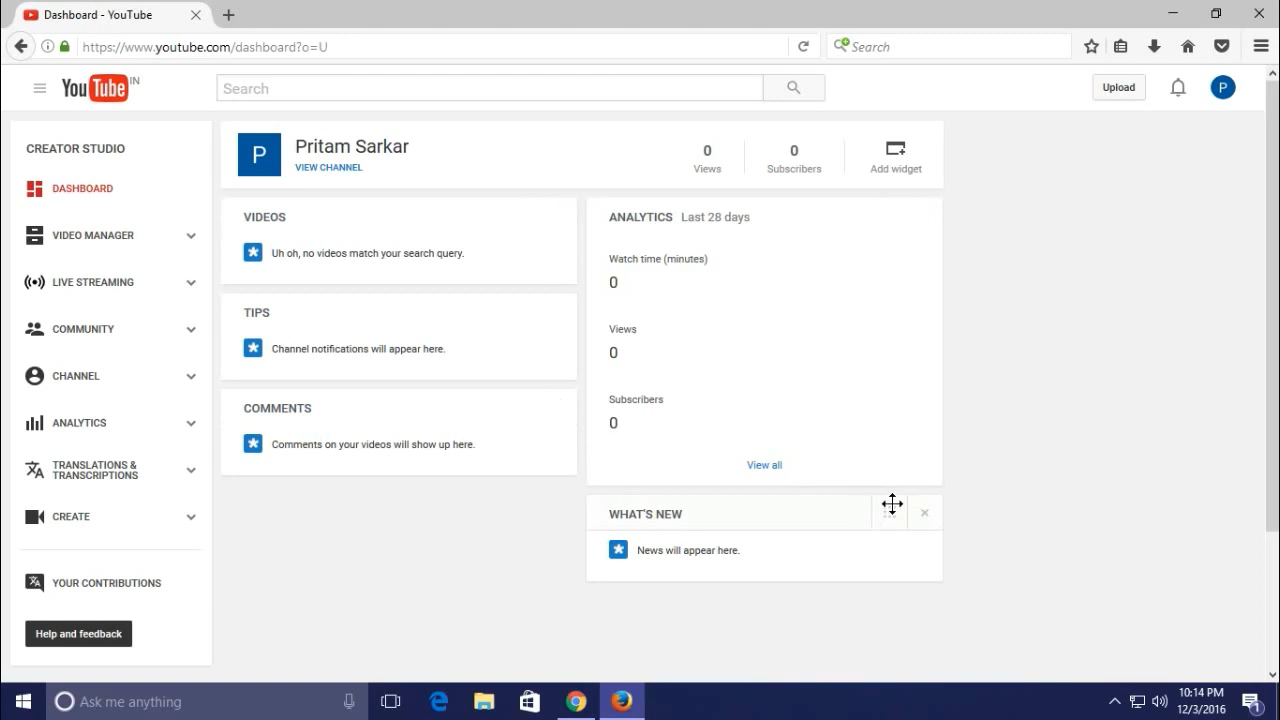 Dashboard - YouTube
https://www.youtube.com/dashboard?o=U
Search
YouTube IN
Search
Upload
P
CREATOR STUDIO
DASHBOARD
VIDEO MANAGER
LIVE STREAMING
COMMUNITY
CHANNEL
ANALYTICS
TRANSLATIONS &
TRANSCRIPTIONS
CREATE
YOUR CONTRIBUTIONS
Help and feedback
P
Pritam Sarkar
VIEW CHANNEL
0
Views
0
Subscribers
Add widget
VIDEOS
Uh oh, no videos match your search query.
TIPS
Channel notifications will appear here.
COMMENTS
Comments on your videos will show up here.
ANALYTICS Last 28 days
Watch time (minutes)
0
Views
0
Subscribers
0
View all
WHAT'S NEW
News will appear here.
Ask me anything
10:14 PM
12/3/2016
1